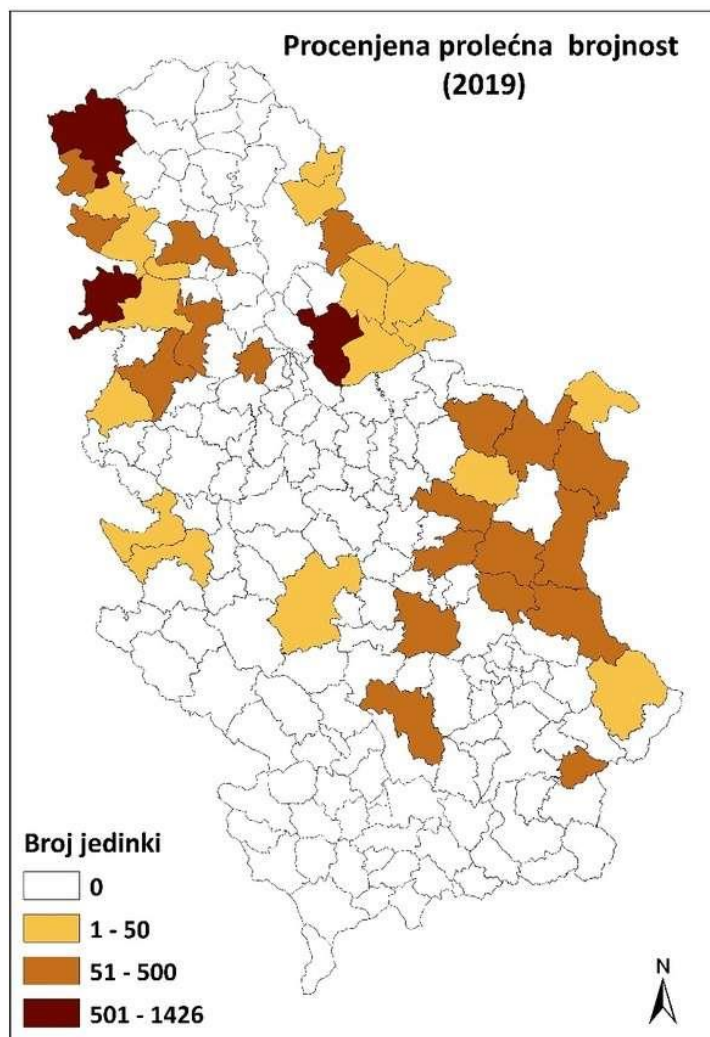 Procenjena prolećna brojnost
(2019)
Broj jedinki
0
1 - 50
51 - 500
501 - 1426
N